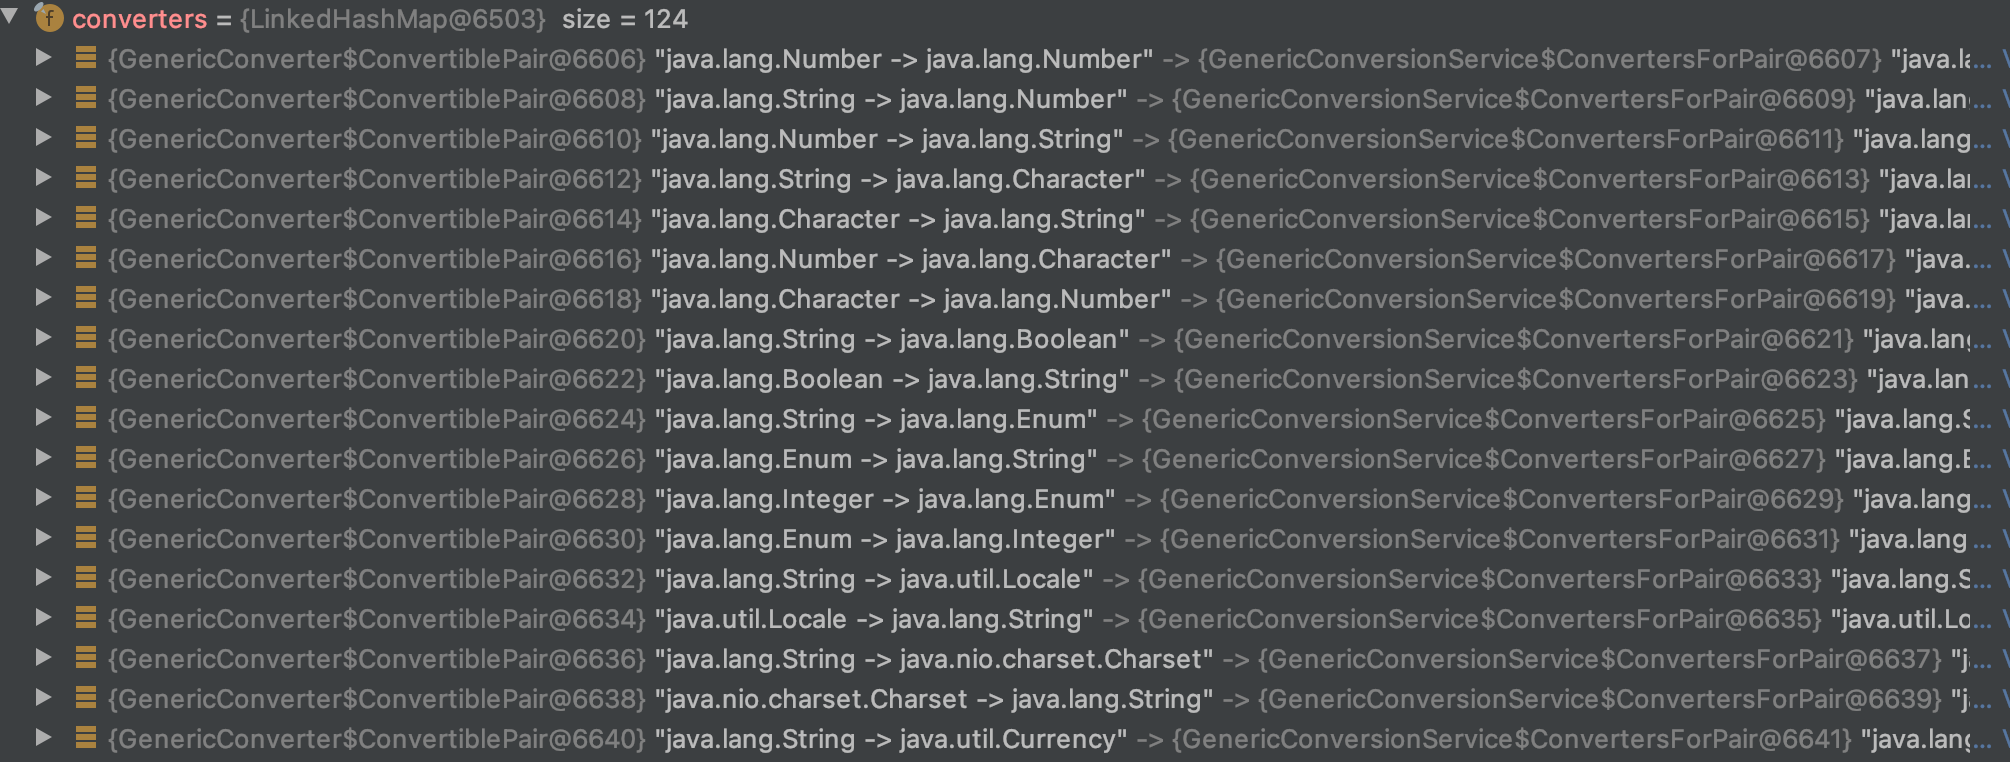 converters = {LinkedHashMap@6503} size = 124
{GenericConverter$ConvertiblePair@6606} "java.lang.Number -> java.lang.Number" -> {GenericConversionService$ConvertersForPair@6607} "java.la...
{GenericConverter$ConvertiblePair@6608} "java.lang.String -> java.lang.Number" -> {GenericConversionService$ConvertersForPair@6609} "java.lan...
{GenericConverter$ConvertiblePair@6610} "java.lang.Number -> java.lang.String" -> {GenericConversionService$ConvertersForPair@6611} "java.lang...
{GenericConverter$ConvertiblePair@6612} "java.lang.String -> java.lang.Character" -> {GenericConversionService$ConvertersForPair@6613} "java.la...
{GenericConverter$ConvertiblePair@6614} "java.lang.Character -> java.lang.String" -> {GenericConversionService$ConvertersForPair@6615} "java.la...
{GenericConverter$ConvertiblePair@6616} "java.lang.Number -> java.lang.Character" -> {GenericConversionService$ConvertersForPair@6617} "java....
{GenericConverter$ConvertiblePair@6618} "java.lang.Character -> java.lang.Number" -> {GenericConversionService$ConvertersForPair@6619} "java....
{GenericConverter$ConvertiblePair@6620} "java.lang.String -> java.lang.Boolean" -> {GenericConversionService$ConvertersForPair@6621} "java.lang...
{GenericConverter$ConvertiblePair@6622} "java.lang.Boolean -> java.lang.String" -> {GenericConversionService$ConvertersForPair@6623} "java.lan...
{GenericConverter$ConvertiblePair@6624} "java.lang.String -> java.lang.Enum" -> {GenericConversionService$ConvertersForPair@6625} "java.lang.S...
{GenericConverter$ConvertiblePair@6626} "java.lang.Enum -> java.lang.String" -> {GenericConversionService$ConvertersForPair@6627} "java.lang.E...
{GenericConverter$ConvertiblePair@6628} "java.lang.Integer -> java.lang.Enum" -> {GenericConversionService$ConvertersForPair@6629} "java.lang...
{GenericConverter$ConvertiblePair@6630} "java.lang.Enum -> java.lang.Integer" -> {GenericConversionService$ConvertersForPair@6631} "java.lang...
{GenericConverter$ConvertiblePair@6632} "java.lang.String -> java.util.Locale" -> {GenericConversionService$ConvertersForPair@6633} "java.lang.S...
{GenericConverter$ConvertiblePair@6634} "java.util.Locale -> java.lang.String" -> {GenericConversionService$ConvertersForPair@6635} "java.util.Lo...
{GenericConverter$ConvertiblePair@6636} "java.lang.String -> java.nio.charset.Charset" -> {GenericConversionService$ConvertersForPair@6637} "j...
{GenericConverter$ConvertiblePair@6638} "java.nio.charset.Charset -> java.lang.String" -> {GenericConversionService$ConvertersForPair@6639} "j...
{GenericConverter$ConvertiblePair@6640} "java.lang.String -> java.util.Currency" -> {GenericConversionService$ConvertersForPair@6641} "java.lang...